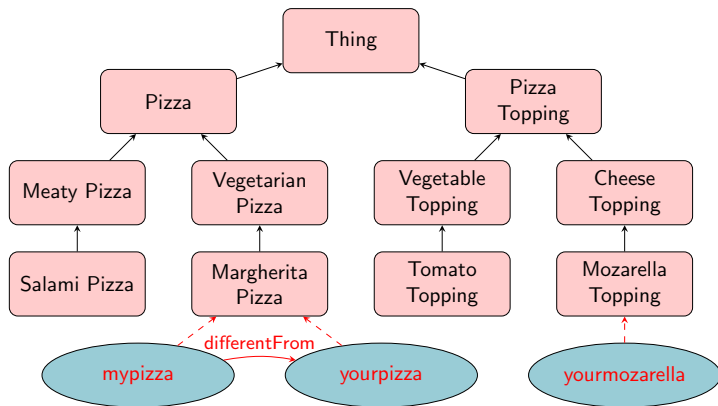 Thing
Pizza
Pizza
Topping
Meaty Pizza
Vegetarian
Pizza
Vegetable
Topping
Cheese
Topping
Salami Pizza
Margherita
Pizza
Tomato
Topping
Mozarella
Topping
differentFrom
mypizza
yourpizza
yourmozarella